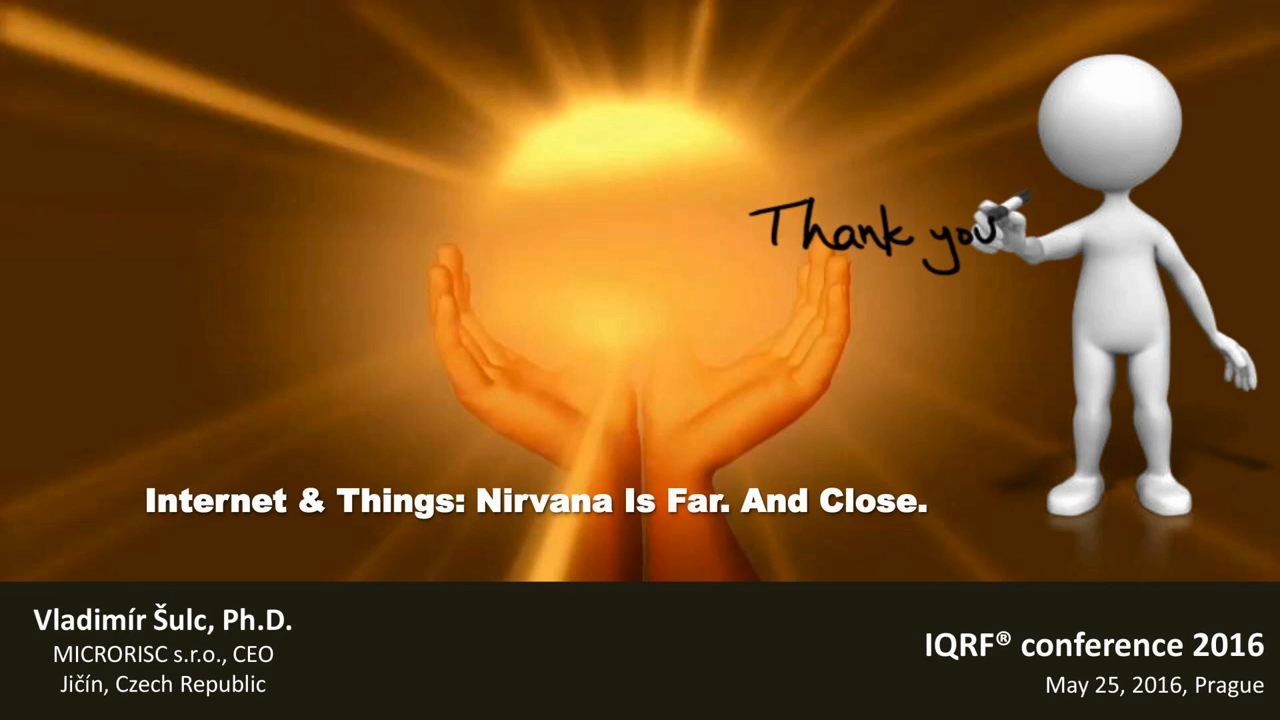 Thank you
Internet & Things: Nirvana Is Far. And Close.
Vladimír Šulc, Ph.D.
MICRORISC s.r.o., CEO
Jičín, Czech Republic
IQRF® conference 2016
May 25, 2016, Prague